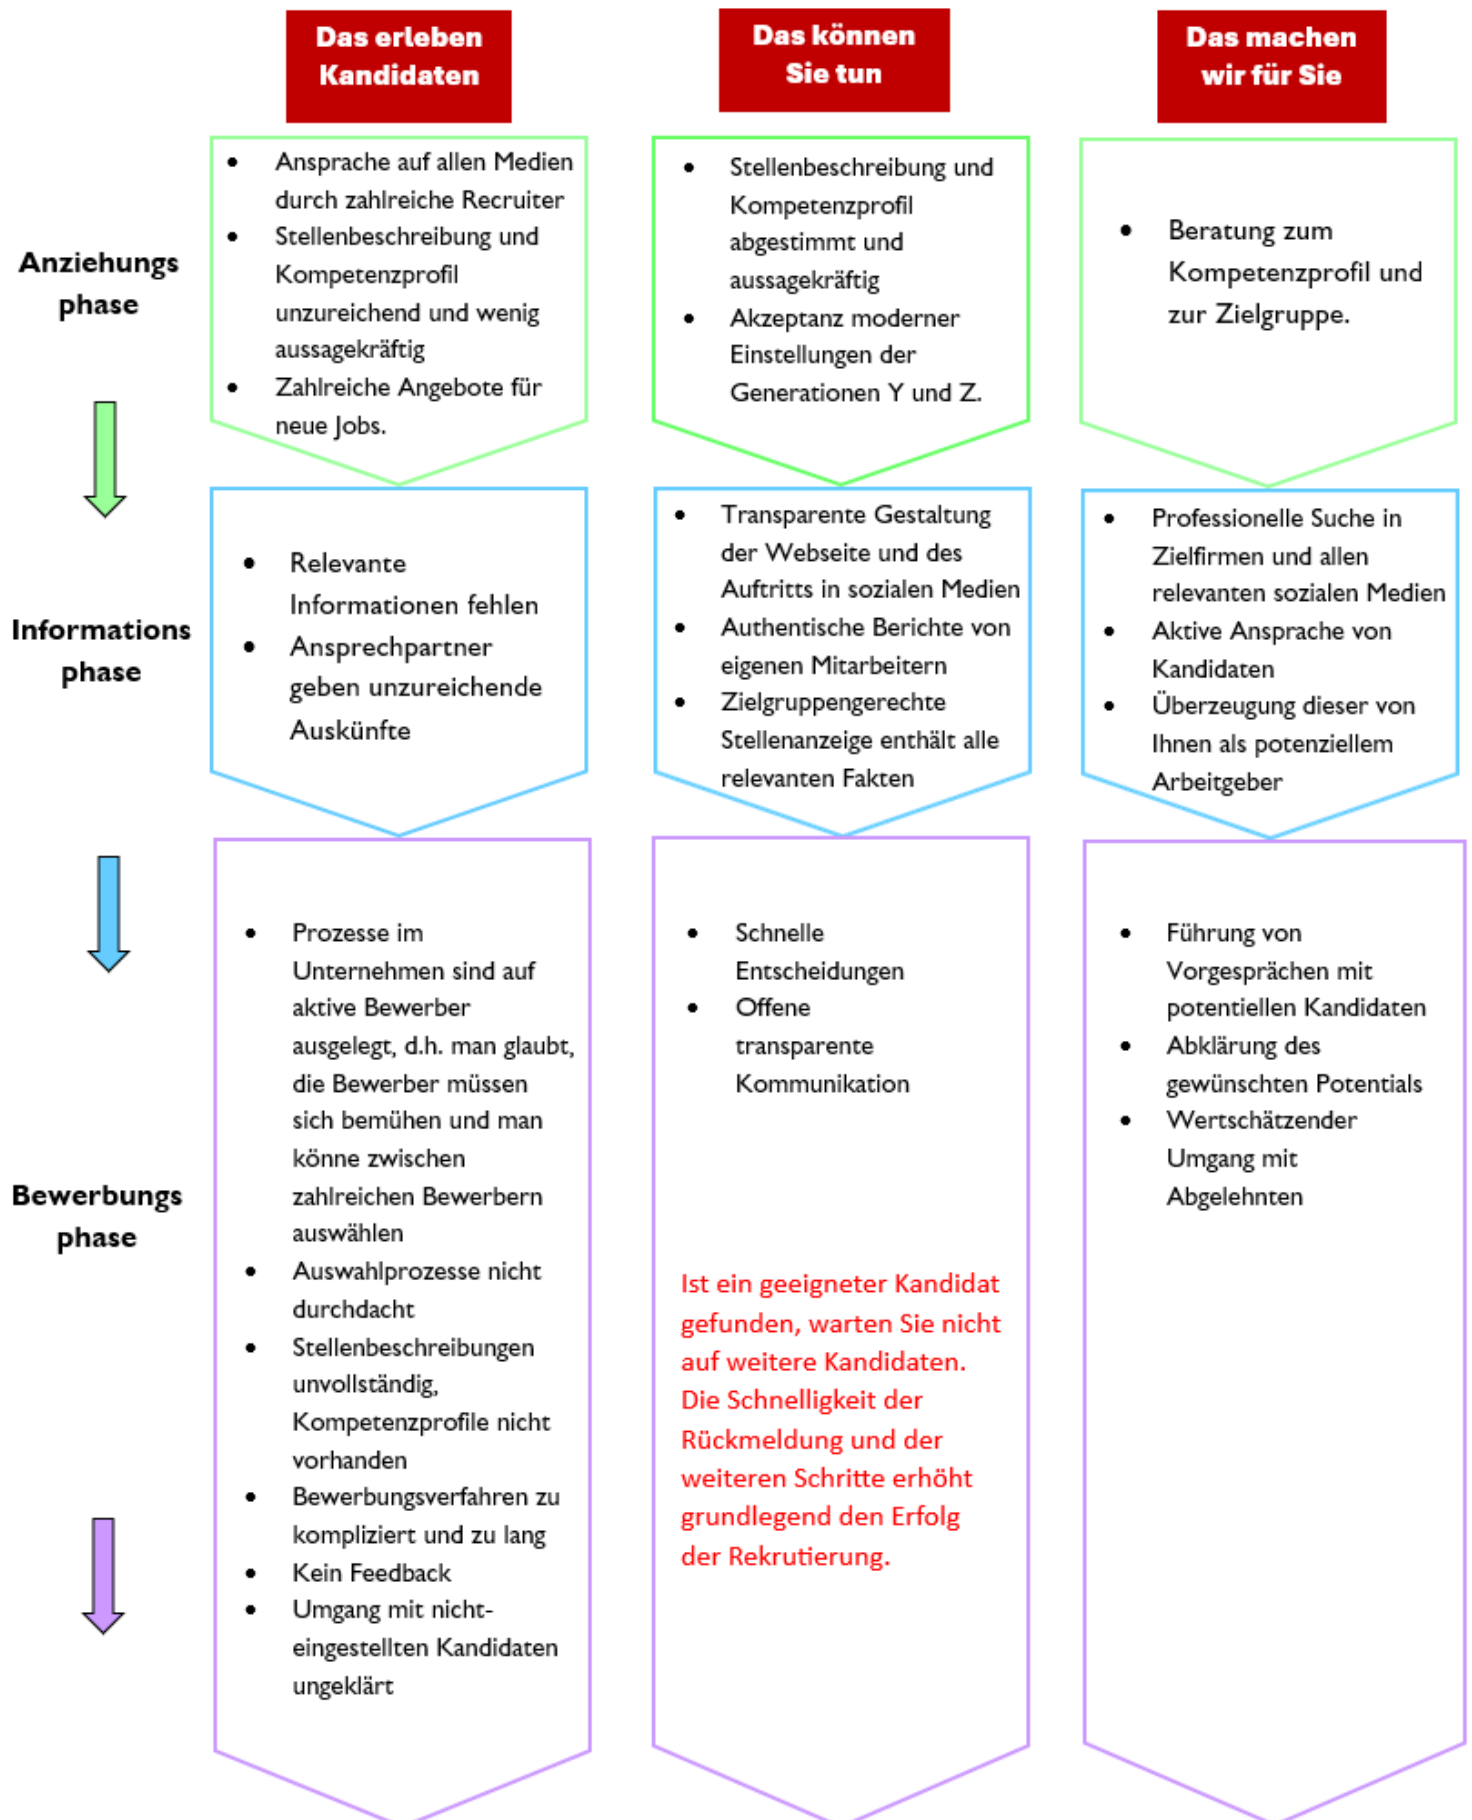 Das erleben
Kandidaten
Das können
Sie tun
Das machen
wir für Sie
Anziehungs
phase
• Ansprache auf allen Medien
durch zahlreiche Recruiter
• Stellenbeschreibung und
Kompetenzprofil
unzureichend und wenig
aussagekräftig
• Zahlreiche Angebote für
neue Jobs.
• Stellenbeschreibung und
Kompetenzprofil
abgestimmt und
aussagekräftig
• Akzeptanz moderner
Einstellungen der
Generationen Y und Z.
• Beratung zum
Kompetenzprofil und
zur Zielgruppe.
Informations
phase
• Relevante
Informationen fehlen
• Ansprechpartner
geben unzureichende
Auskünfte
• Transparente Gestaltung
der Webseite und des
Auftritts in sozialen Medien
• Authentische Berichte von
eigenen Mitarbeitern
• Zielgruppengerechte
Stellenanzeige enthält alle
relevanten Fakten
• Professionelle Suche in
Zielfirmen und allen
relevanten sozialen Medien
• Aktive Ansprache von
Kandidaten
• Überzeugung dieser von
Ihnen als potenziellem
Arbeitgeber
Bewerbungs
phase
• Prozesse im
Unternehmen sind auf
aktive Bewerber
ausgelegt, d.h. man glaubt,
die Bewerber müssen
sich bemühen und man
könne zwischen
zahlreichen Bewerbern
auswählen
• Auswahlprozesse nicht
durchdacht
• Stellenbeschreibungen
unvollständig,
Kompetenzprofile nicht
vorhanden
• Bewerbungsverfahren zu
kompliziert und zu lang
• Kein Feedback
• Umgang mit nicht-
eingestellten Kandidaten
ungeklärt
• Schnelle
Entscheidungen
• Offene
transparente
Kommunikation
Ist ein geeigneter Kandidat
gefunden, warten Sie nicht
auf weitere Kandidaten.
Die Schnelligkeit der
Rückmeldung und der
weiteren Schritte erhöht
grundlegend den Erfolg
der Rekrutierung.
• Führung von
Vorgesprächen mit
potentiellen Kandidaten
• Abklärung des
gewünschten Potentials
• Wertschätzender
Umgang mit
Abgelehnten